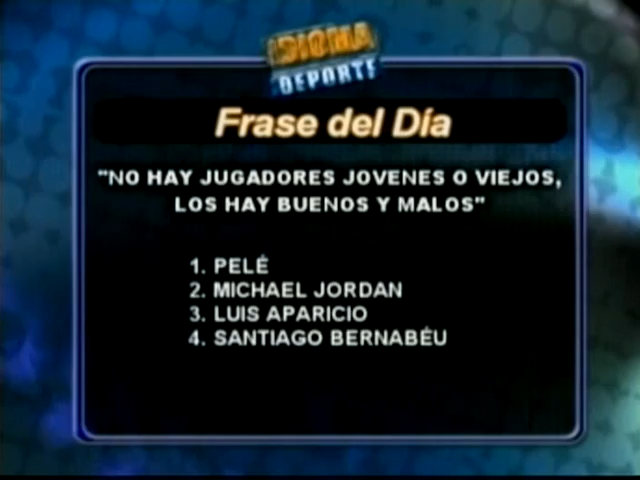 IDIOMA
DEPORTE
Frase del Día
"NO HAY JUGADORES JOVENES O VIEJOS,
LOS HAY BUENOS Y MALOS"
1. PELÉ
2. MICHAEL JORDAN
3. LUIS APARICIO
4. SANTIAGO BERNABÉU